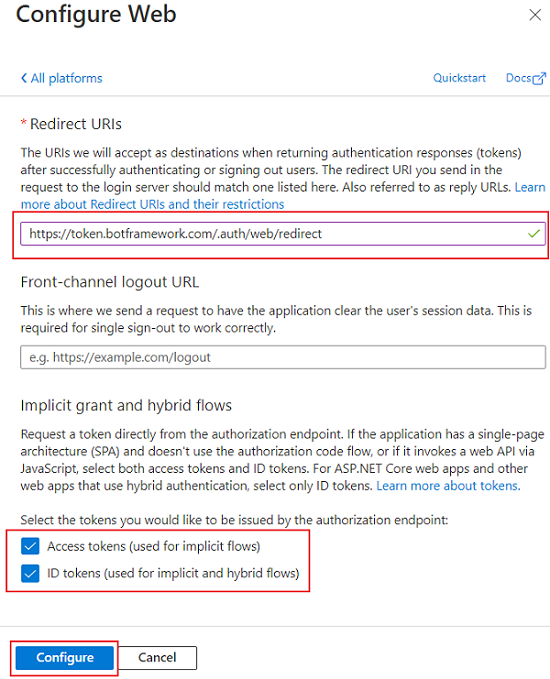 Configure Web
All platforms
Quickstart Docs
* Redirect URIs
The URIs we will accept as destinations when returning authentication responses (tokens)
after successfully authenticating or signing out users. The redirect URI you send in the
request to the login server should match one listed here. Also referred to as reply URLs. Learn
more about Redirect URIs and their restrictions
https://token.botframework.com/.auth/web/redirect
Front-channel logout URL
This is where we send a request to have the application clear the user's session data. This is
required for single sign-out to work correctly.
e.g. https://example.com/logout
Implicit grant and hybrid flows
Request a token directly from the authorization endpoint. If the application has a single-page
architecture (SPA) and doesn't use the authorization code flow, or if it invokes a web API via
JavaScript, select both access tokens and ID tokens. For ASP.NET Core web apps and other
web apps that use hybrid authentication, select only ID tokens. Learn more about tokens.
Select the tokens you would like to be issued by the authorization endpoint:
Access tokens (used for implicit flows)
ID tokens (used for implicit and hybrid flows)
Configure Cancel